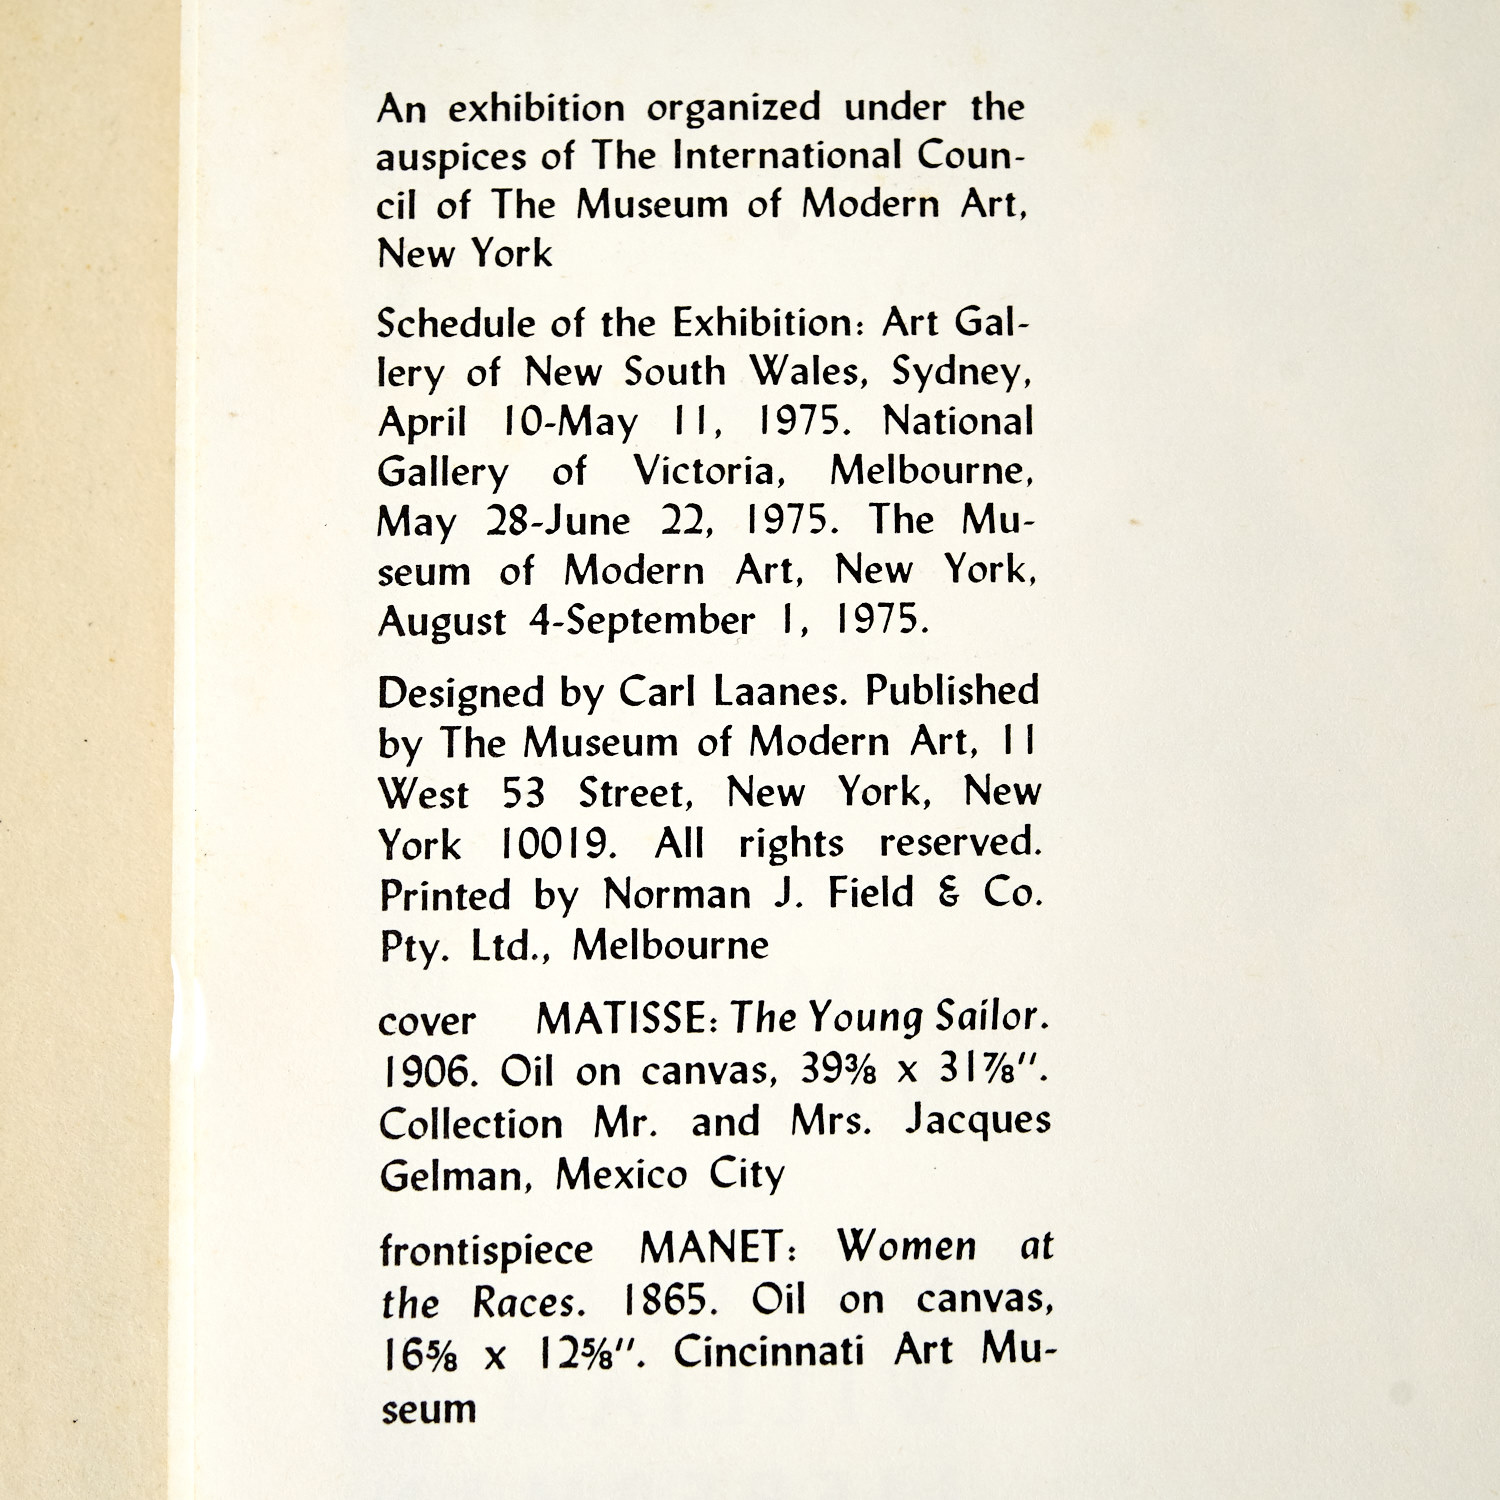 An exhibition organized under the
auspices of The International Coun-
cil of The Museum of Modern Art,
New York
Schedule of the Exhibition: Art Gal-
lery of New South Wales, Sydney,
April 10-May 11, 1975. National
Gallery of Victoria, Melbourne,
May 28-June 22, 1975. The Mu-
seum of Modern Art, New York,
August 4-September 1, 1975.
Designed by Carl Laanes. Published
by The Museum of Modern Art, 11
West 53 Street, New York, New
York 10019. All rights reserved.
Printed by Norman J. Field & Co.
Pty. Ltd., Melbourne
cover MATISSE: The Young Sailor.
1906. Oil on canvas, 39⅜ x 31⅞″.
Collection Mr. and Mrs. Jacques
Gelman, Mexico City
frontispiece MANET: Women at
the Races. 1865. Oil on canvas,
16⅝ x 12⅝″. Cincinnati Art Mu-
seum